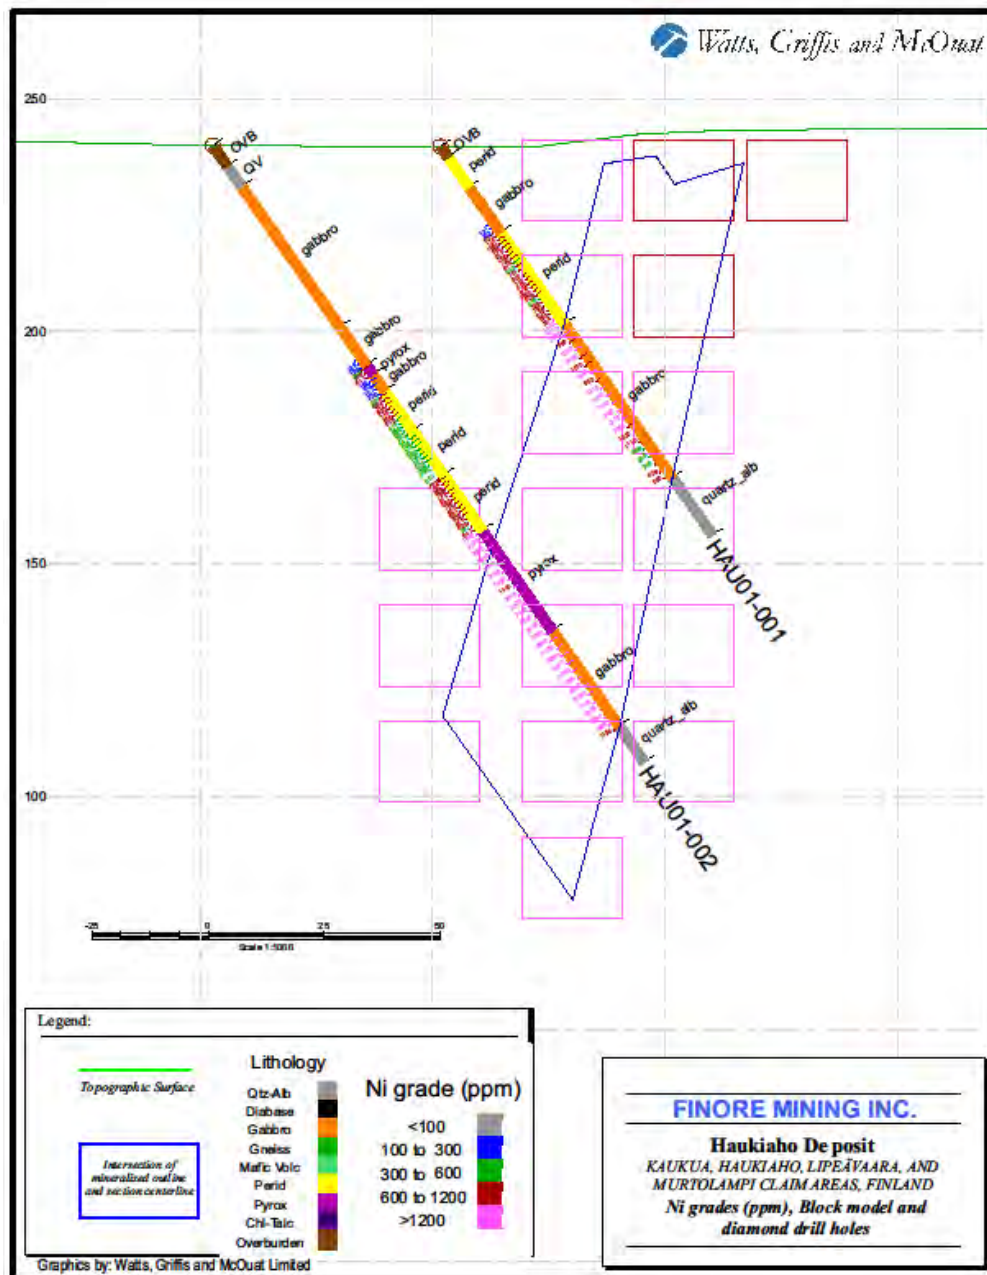 Watts, Griffis and McOuat
250
200
150
100
OVB
QV
gabbro
gabbro
pyrox
gabbro
perid
perid
perid
pyrox
gabbro
quartz_alb
HAU01-002
OVB
perid
gabbro
perid
gabbro
quartz_alb
HAU01-001
-25 0 25 50
Scale 1:1000
Legend:
Topographic Surface
Intersection of
mineralized outline
and section centerline
Lithology
Qtz-Alb
Diabase
Gabbro
Gneiss
Mafic Volc
Perid
Pyrox
Chl-Talc
Overburden
Ni grade (ppm)
<100
100 to 300
300 to 600
600 to 1200
>1200
Graphics by: Watts, Griffis and McOuat Limited
FINORE MINING INC.
Haukiaho Deposit
KAUKUA, HAUKIAHO, LIPEÄVAARA, AND
MURTOLAMPI CLAIM AREAS, FINLAND
Ni grades (ppm), Block model and
diamond drill holes